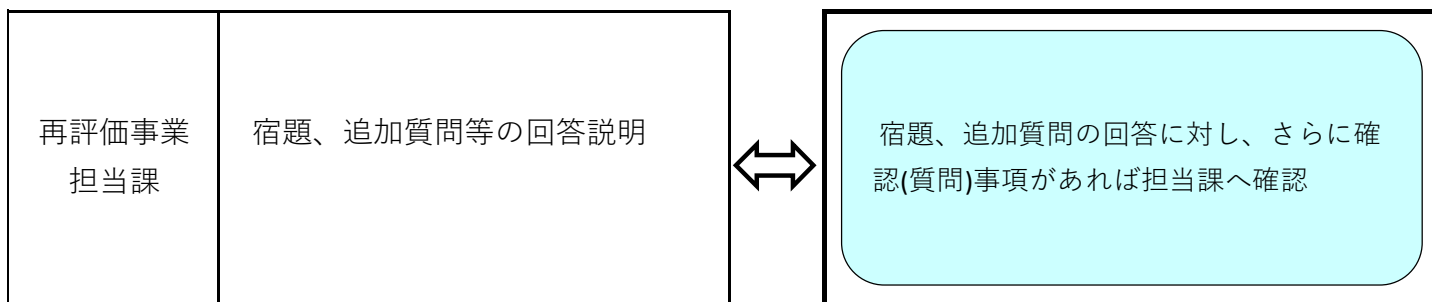 再評価事業
担当課
宿題、追加質問等の回答説明
宿題、追加質問の回答に対し、さらに確
認(質問)事項があれば担当課へ確認